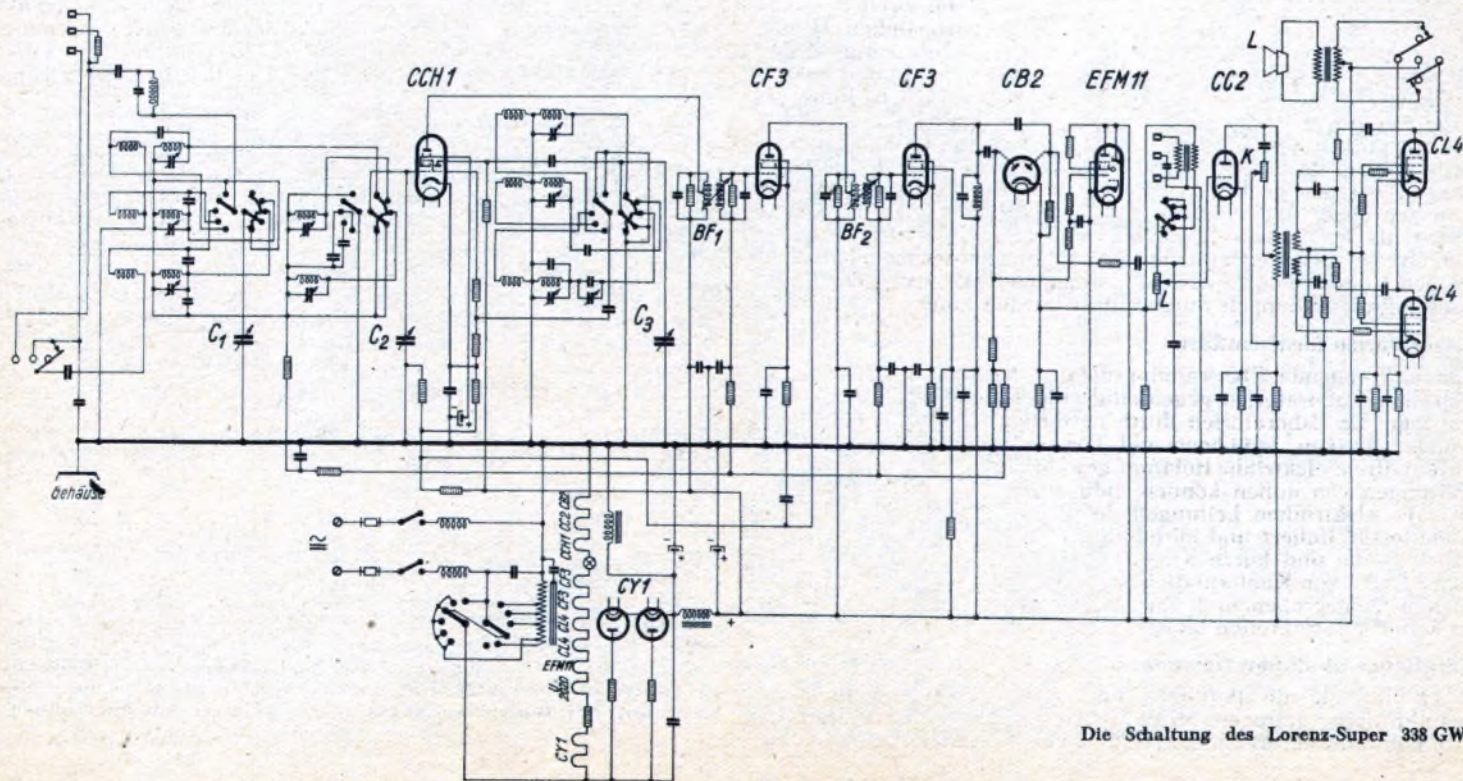 CCH1
CF3
CF3
CB2
EFM11
CC2
L
K
CL4
CL4
BF₁
BF₂
C₁
C₂
C₃
L
Gehäuse
CB2
CC2
CCH1
CF3
CF3
CL4
CL4
EFM11
CY1
CY1
Die Schaltung des Lorenz-Super 338 GW